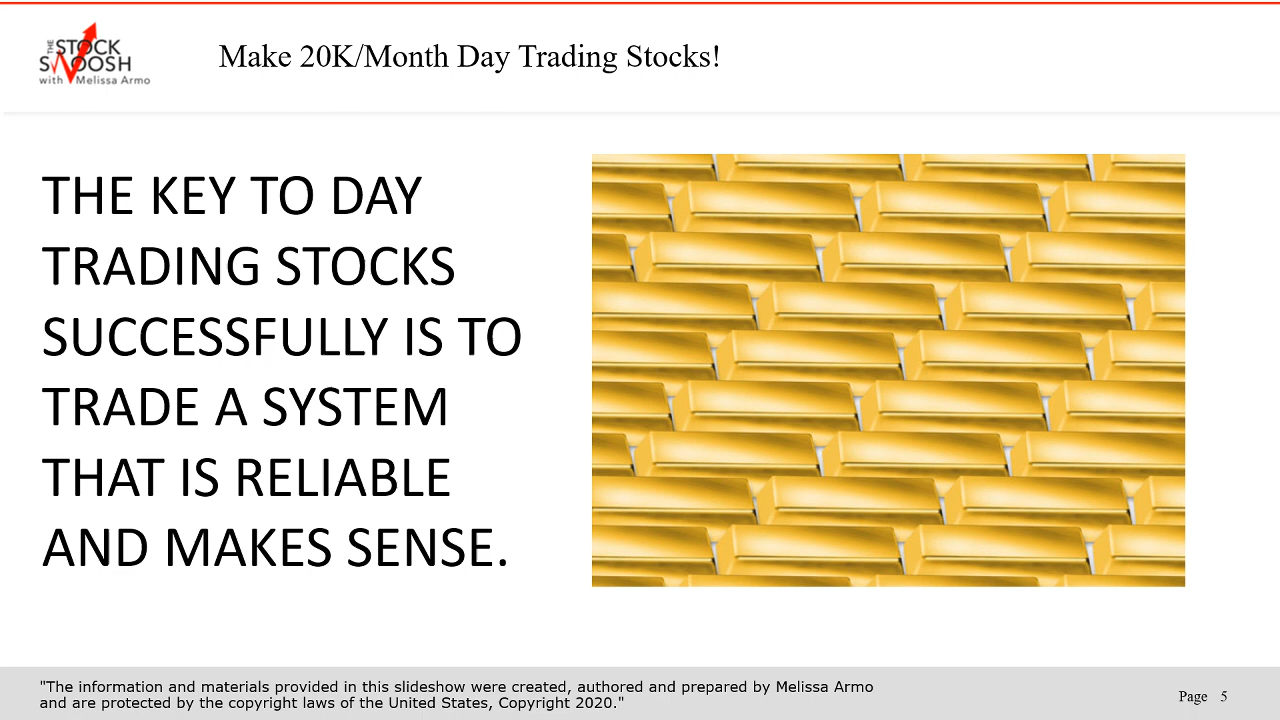 THE
STOCK
SWOOSH
with Melissa Armo
Make 20K/Month Day Trading Stocks!
THE KEY TO DAY
TRADING STOCKS
SUCCESSFULLY IS TO
TRADE A SYSTEM
THAT IS RELIABLE
AND MAKES SENSE.
"The information and materials provided in this slideshow were created, authored and prepared by Melissa Armo
and are protected by the copyright laws of the United States, Copyright 2020."
Page 5